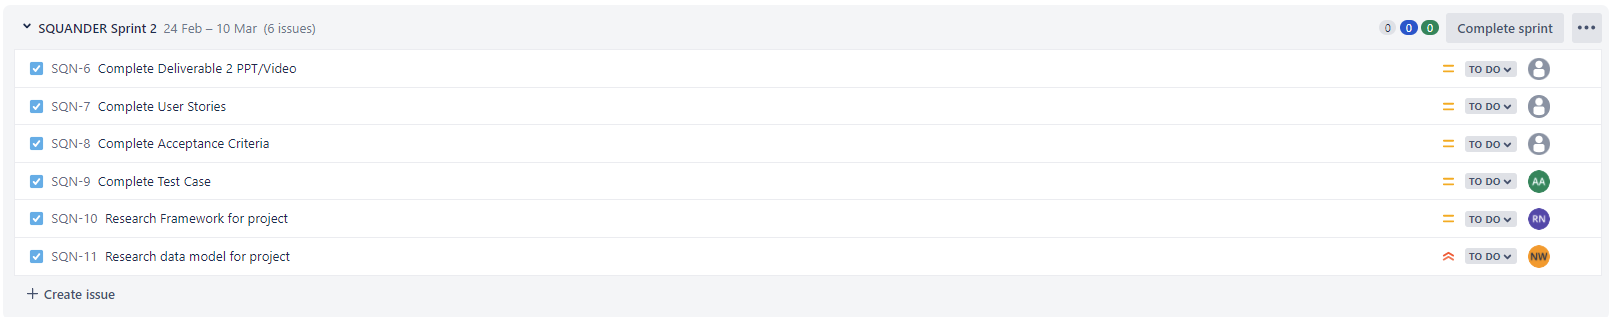 SQUANDER Sprint 2 24 Feb – 10 Mar (6 issues) 0 0 0 Complete sprint
SQN-6 Complete Deliverable 2 PPT/Video TO DO
SQN-7 Complete User Stories TO DO
SQN-8 Complete Acceptance Criteria TO DO
SQN-9 Complete Test Case TO DO AA
SQN-10 Research Framework for project TO DO RN
SQN-11 Research data model for project TO DO NW
+ Create issue